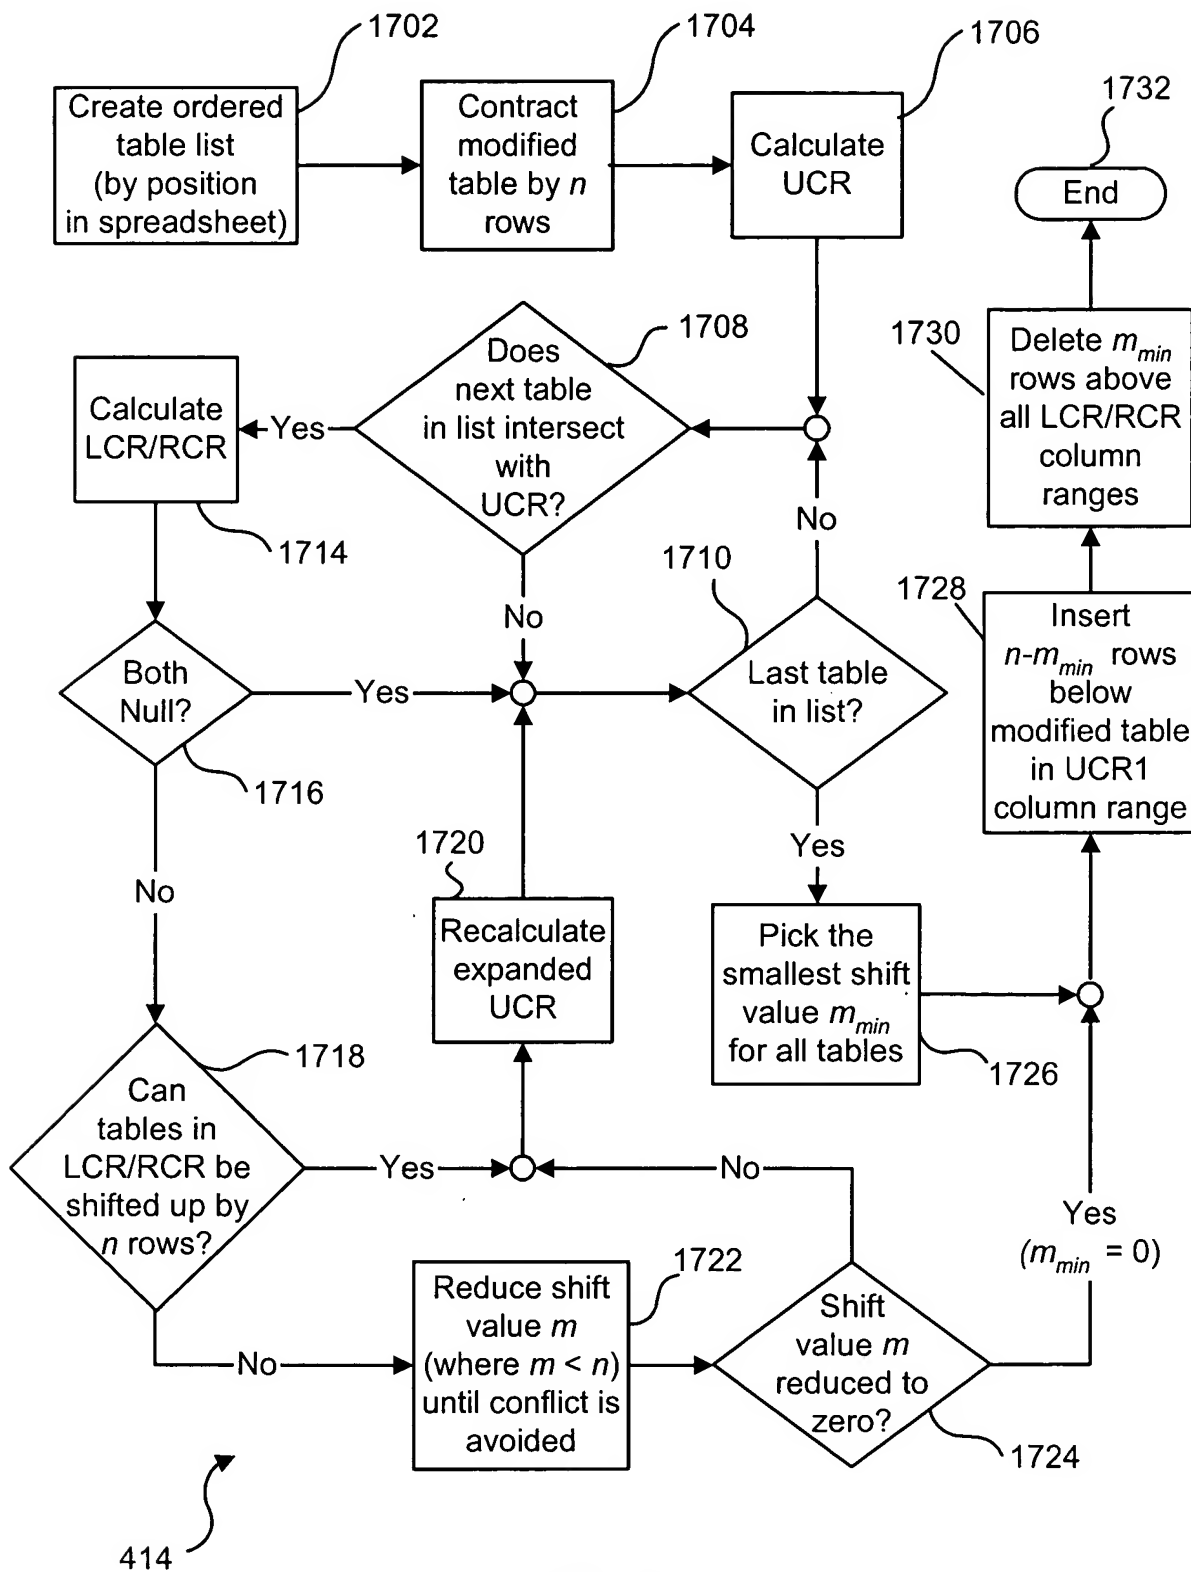 1702
Create ordered
table list
(by position
in spreadsheet)
1704
Contract
modified
table by n
rows
1706
Calculate
UCR
1732
End
1708
Does
next table
in list intersect
with
UCR?
Yes
No
Calculate
LCR/RCR
1714
1730
Delete m_min
rows above
all LCR/RCR
column
ranges
1710
Last table
in list?
No
Yes
1728
Insert
n-m_min rows
below
modified table
in UCR1
column range
Both
Null?
Yes
1716
No
1720
Recalculate
expanded
UCR
Pick the
smallest shift
value m_min
for all tables
1726
1718
Can
tables in
LCR/RCR be
shifted up by
n rows?
Yes
No
No
Yes
(m_min = 0)
1722
Reduce shift
value m
(where m < n)
until conflict is
avoided
Shift
value m
reduced to
zero?
1724
414